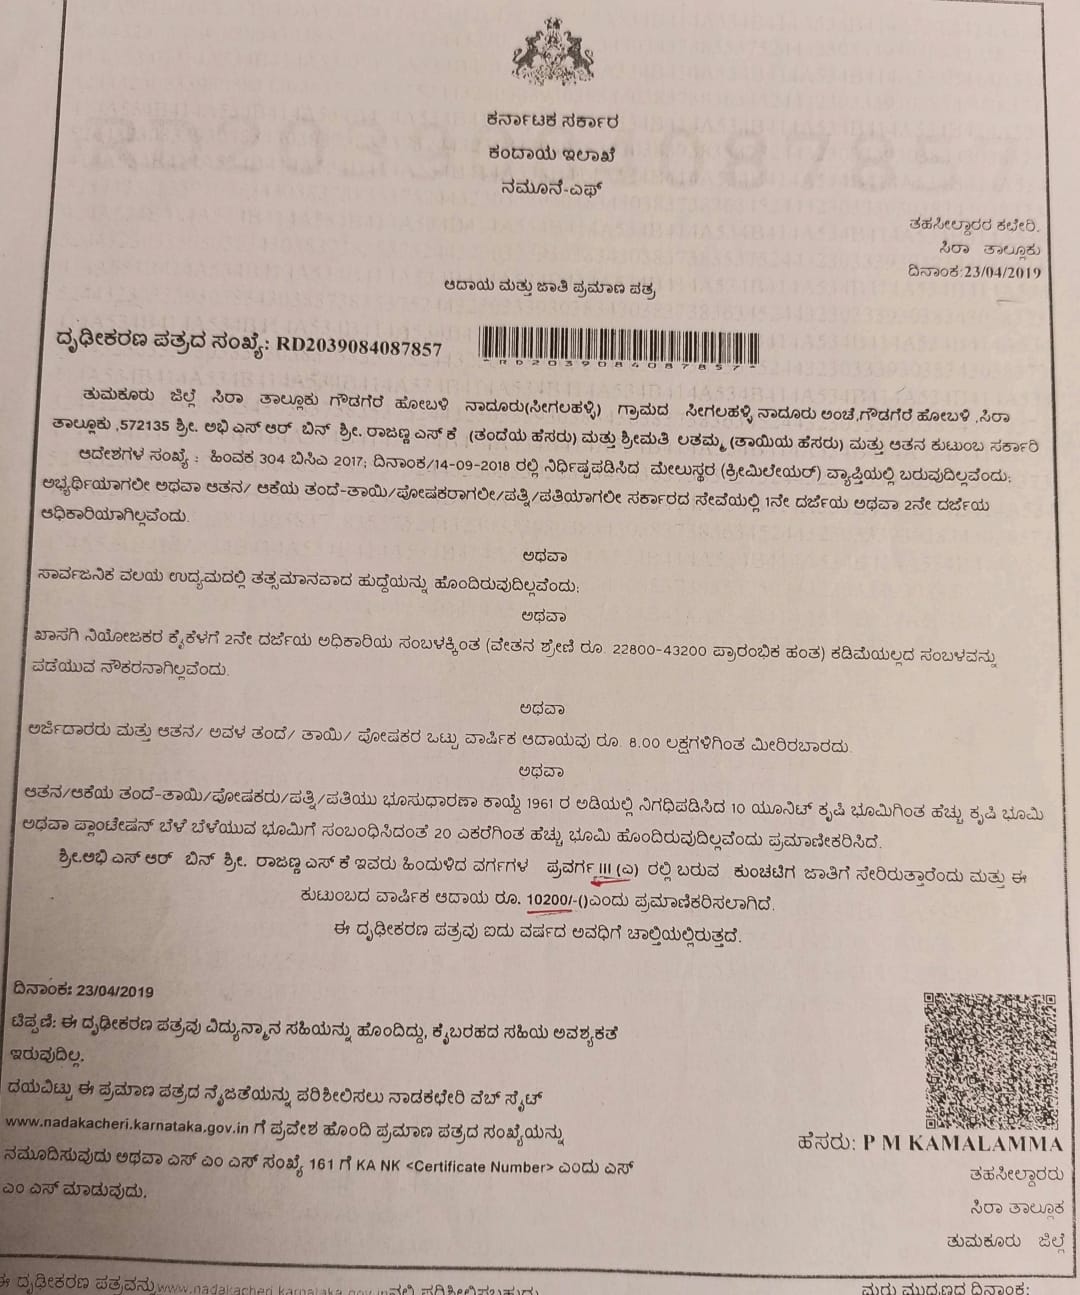 ಕರ್ನಾಟಕ ಸರ್ಕಾರ
ಕಂದಾಯ ಇಲಾಖೆ
ನಮೂನೆ-ಎಫ್
ತಹಸೀಲ್ದಾರರ ಕಚೇರಿ,
ಸಿರಾ ತಾಲ್ಲೂಕು
ದಿನಾಂಕ:23/04/2019
ಆದಾಯ ಮತ್ತು ಜಾತಿ ಪ್ರಮಾಣ ಪತ್ರ
ದೃಢೀಕರಣ ಪತ್ರದ ಸಂಖ್ಯೆ: RD2039084087857
-RD2039084087857-
ತುಮಕೂರು ಜಿಲ್ಲೆ ಸಿರಾ ತಾಲ್ಲೂಕು ಗೌಡಗೆರೆ ಹೋಬಳಿ ನಾದೂರು(ಸೀಗಲಹಳ್ಳಿ) ಗ್ರಾಮದ ಸೀಗಲಹಳ್ಳಿ ನಾದೂರು ಅಂಚೆ,ಗೌಡಗೆರೆ ಹೋಬಳಿ ,ಸಿರಾ
ತಾಲ್ಲೂಕು ,572135 ಶ್ರೀ. ಅಭಿ ಎಸ್ ಆರ್ ಬಿನ್ ಶ್ರೀ. ರಾಜಣ್ಣ ಎಸ್ ಕೆ (ತಂದೆಯ ಹೆಸರು) ಮತ್ತು ಶ್ರೀಮತಿ ಲತಮ್ಮ (ತಾಯಿಯ ಹೆಸರು) ಮತ್ತು ಆತನ ಕುಟುಂಬ ಸರ್ಕಾರಿ
ಆದೇಶಗಳ ಸಂಖ್ಯೆ : ಹಿಂವಕ 304 ಬಿಸಿಎ 2017; ದಿನಾಂಕ/14-09-2018 ರಲ್ಲಿ ನಿರ್ಧಿಷ್ಟಪಡಿಸಿದ ಮೇಲುಸ್ಥರ (ಕ್ರೀಮಿಲೇಯರ್) ವ್ಯಾಪ್ತಿಯಲ್ಲಿ ಬರುವುದಿಲ್ಲವೆಂದು;
ಅಭ್ಯರ್ಥಿಯಾಗಲೀ ಅಥವಾ ಆತನ/ ಆಕೆಯ ತಂದೆ-ತಾಯಿ/ಪೋಷಕರಾಗಲೀ/ಪತ್ನಿ/ಪತಿಯಾಗಲೀ ಸರ್ಕಾರದ ಸೇವೆಯಲ್ಲಿ 1ನೇ ದರ್ಜೆಯ ಅಥವಾ 2ನೇ ದರ್ಜೆಯ
ಆಧಿಕಾರಿಯಾಗಿಲ್ಲವೆಂದು.
ಅಥವಾ
ಸಾರ್ವಜನಿಕ ವಲಯ ಉದ್ಯಮದಲ್ಲಿ ತತ್ಸಮಾನವಾದ ಹುದ್ದೆಯನ್ನು ಹೊಂದಿರುವುದಿಲ್ಲವೆಂದು;
ಅಥವಾ
ಖಾಸಗಿ ನಿಯೋಜಕರ ಕೈಕೆಳಗೆ 2ನೇ ದರ್ಜೆಯ ಅಧಿಕಾರಿಯ ಸಂಬಳಕ್ಕಿಂತ (ವೇತನ ಶ್ರೇಣಿ ರೂ. 22800-43200 ಪ್ರಾರಂಭಿಕ ಹಂತ) ಕಡಿಮೆಯಲ್ಲದ ಸಂಬಳವನ್ನು
ಪಡೆಯುವ ನೌಕರನಾಗಿಲ್ಲವೆಂದು.
ಅಥವಾ
ಅರ್ಜಿದಾರರು ಮತ್ತು ಆತನ/ ಅವಳ ತಂದೆ/ ತಾಯಿ/ ಪೋಷಕರ ಒಟ್ಟು ವಾರ್ಷಿಕ ಆದಾಯವು ರೂ. 8.00 ಲಕ್ಷಗಳಿಗಿಂತ ಮೀರಿರಬಾರದು.
ಅಥವಾ
ಆತನ/ಆಕೆಯ ತಂದೆ-ತಾಯಿ/ಪೋಷಕರು/ಪತ್ನಿ/ಪತಿಯು ಭೂಸುಧಾರಣಾ ಕಾಯ್ದೆ 1961 ರ ಅಡಿಯಲ್ಲಿ ನಿಗಧಿಪಡಿಸಿದ 10 ಯೂನಿಟ್ ಕೃಷಿ ಭೂಮಿಗಿಂತ ಹೆಚ್ಚು ಕೃಷಿ ಭೂಮಿ
ಅಥವಾ ಪ್ಲಾಂಟೇಷನ್ ಬೆಳೆ ಬೆಳೆಯುವ ಭೂಮಿಗೆ ಸಂಬಂಧಿಸಿದಂತೆ 20 ಎಕರೆಗಿಂತ ಹೆಚ್ಚು ಭೂಮಿ ಹೊಂದಿರುವುದಿಲ್ಲವೆಂದು ಪ್ರಮಾಣೀಕರಿಸಿದೆ.
ಶ್ರೀ.ಅಭಿ ಎಸ್ ಆರ್ ಬಿನ್ ಶ್ರೀ. ರಾಜಣ್ಣ ಎಸ್ ಕೆ ಇವರು ಹಿಂದುಳಿದ ವರ್ಗಗಳ ಪ್ರವರ್ಗ III (ಎ) ರಲ್ಲಿ ಬರುವ ಕುಂಚಟಿಗ ಜಾತಿಗೆ ಸೇರಿರುತ್ತಾರೆಂದು ಮತ್ತು ಈ
ಕುಟುಂಬದ ವಾರ್ಷಿಕ ಆದಾಯ ರೂ. 10200/-()ಎಂದು ಪ್ರಮಾಣಿಕರಿಸಲಾಗಿದೆ.
ಈ ದೃಢೀಕರಣ ಪತ್ರವು ಐದು ವರ್ಷದ ಅವಧಿಗೆ ಚಾಲ್ತಿಯಲ್ಲಿರುತ್ತದೆ.
ದಿನಾಂಕ: 23/04/2019
ಟಿಪ್ಪಣಿ: ಈ ದೃಢೀಕರಣ ಪತ್ರವು ವಿದ್ಯುನ್ಮಾನ ಸಹಿಯನ್ನು ಹೊಂದಿದ್ದು, ಕೈಬರಹದ ಸಹಿಯ ಅವಶ್ಯಕತೆ
ಇರುವುದಿಲ್ಲ.
ದಯವಿಟ್ಟು ಈ ಪ್ರಮಾಣ ಪತ್ರದ ನೈಜತೆಯನ್ನು ಪರಿಶೀಲಿಸಲು ನಾಡಕಛೇರಿ ವೆಬ್ ಸೈಟ್
www.nadakacheri.karnataka.gov.in ಗೆ ಪ್ರವೇಶ ಹೊಂದಿ ಪ್ರಮಾಣ ಪತ್ರದ ಸಂಖ್ಯೆಯನ್ನು
ನಮೂದಿಸುವುದು ಅಥವಾ ಎಸ್ ಎಂ ಎಸ್ ಸಂಖ್ಯೆ 161 ಗೆ KA NK <Certificate Number> ಎಂದು ಎಸ್
ಎಂ ಎಸ್ ಮಾಡುವುದು.
ಹೆಸರು: P M KAMALAMMA
ತಹಸೀಲ್ದಾರರು
ಸಿರಾ ತಾಲ್ಲೂಕ
ತುಮಕೂರು ಜಿಲ್ಲೆ
ಈ ದೃಢೀಕರಣ ಪತ್ರವನ್ನು www.nadakacheri.karnataka.gov.in ನಲ್ಲಿ ಪರಿಶೀಲಿಸಬಹುದು
ಮರು ಮುದ್ರಣದ ದಿನಾಂಕ: